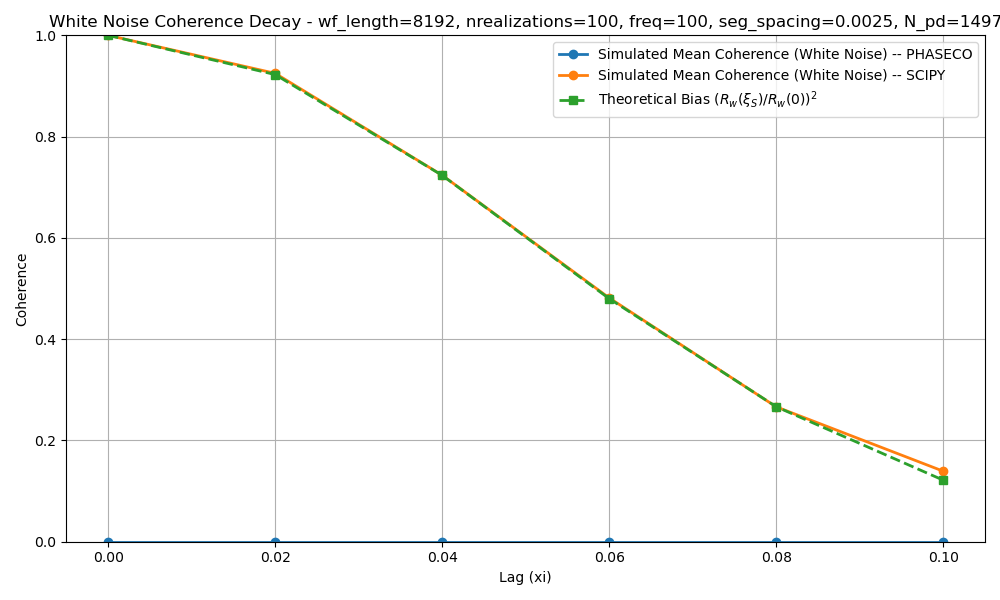 White Noise Coherence Decay - wf_length=8192, nrealizations=100, freq=100, seg_spacing=0.0025, N_pd=1497
Simulated Mean Coherence (White Noise) -- PHASECO
Simulated Mean Coherence (White Noise) -- SCIPY
Theoretical Bias $(R_w(\xi_S)/R_w(0))^2$
1.0
0.8
0.6
0.4
0.2
0.0
Coherence
0.00 0.02 0.04 0.06 0.08 0.10
Lag (xi)